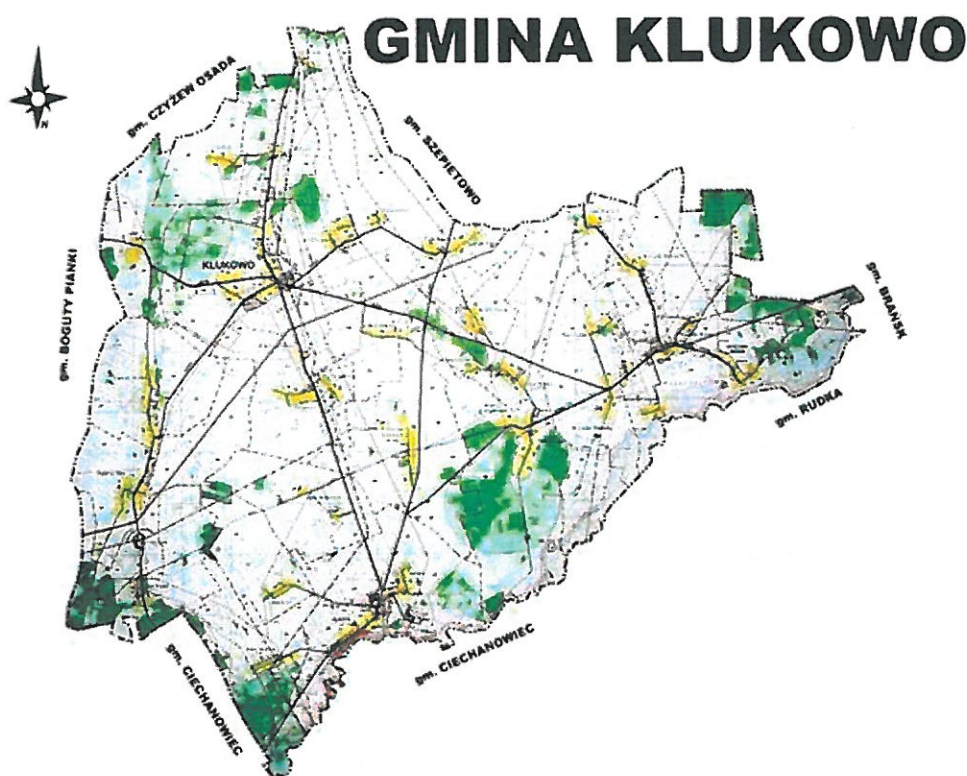 GMINA KLUKOWO
N
gm. CZYŻEW OSADA
gm. SZEPIETOWO
KLUKOWO
gm. BOGUTY PIANKI
gm. BRAŃSK
gm. RUDKA
gm. CIECHANOWIEC
gm. CIECHANOWIEC